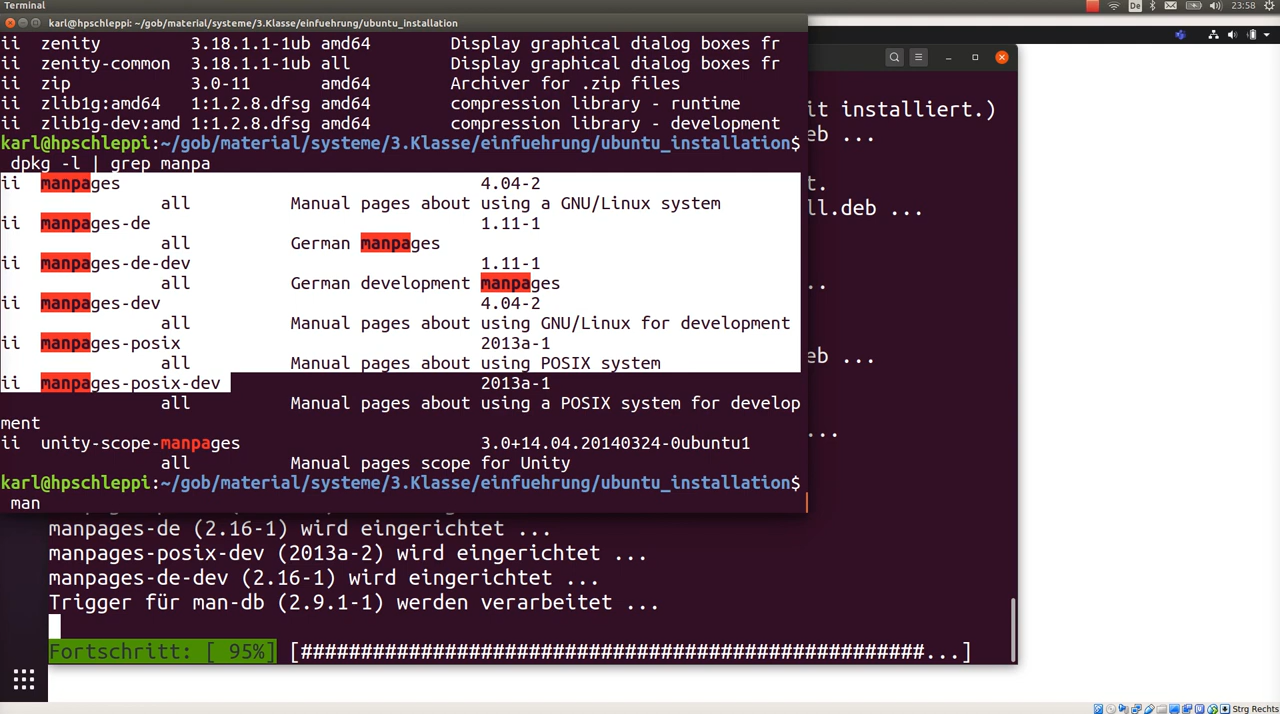 Terminal
De
23:58
karl@hpschleppi: ~/gob/material/systeme/3.Klasse/einfuehrung/ubuntu_installation
ii  zenity         3.18.1.1-1ub amd64        Display graphical dialog boxes fr
ii  zenity-common  3.18.1.1-1ub all          Display graphical dialog boxes fr
ii  zip            3.0-11       amd64        Archiver for .zip files
ii  zlib1g:amd64   1:1.2.8.dfsg amd64        compression library - runtime
ii  zlib1g-dev:amd 1:1.2.8.dfsg amd64        compression library - development
karl@hpschleppi:~/gob/material/systeme/3.Klasse/einfuehrung/ubuntu_installation$
dpkg -l | grep manpa
ii  manpages                                    4.04-2
all          Manual pages about using a GNU/Linux system
ii  manpages-de                                 1.11-1
all          German manpages
ii  manpages-de-dev                             1.11-1
all          German development manpages
ii  manpages-dev                                4.04-2
all          Manual pages about using GNU/Linux for development
ii  manpages-posix                              2013a-1
all          Manual pages about using POSIX system
ii  manpages-posix-dev                          2013a-1
all          Manual pages about using a POSIX system for develop
ment
ii  unity-scope-manpages                        3.0+14.04.20140324-0ubuntu1
all          Manual pages scope for Unity
karl@hpschleppi:~/gob/material/systeme/3.Klasse/einfuehrung/ubuntu_installation$
man
it installiert.)
eb ...
t.
ll.deb ...
..
eb ...
...
manpages-de (2.16-1) wird eingerichtet ...
manpages-posix-dev (2013a-2) wird eingerichtet ...
manpages-de-dev (2.16-1) wird eingerichtet ...
Trigger für man-db (2.9.1-1) werden verarbeitet ...
Fortschritt: [ 95%] [###################################################...]
Strg Rechts